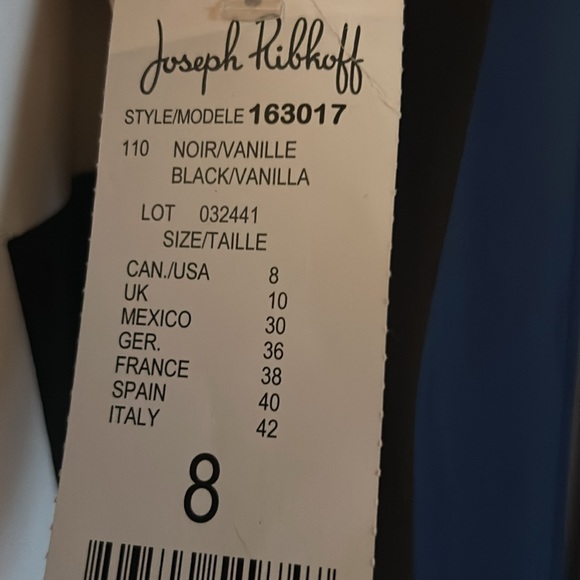 Joseph Ribkoff
STYLE/MODELE 163017
110 NOIR/VANILLE
BLACK/VANILLA
LOT 032441
SIZE/TAILLE
CAN./USA 8
UK 10
MEXICO 30
GER. 36
FRANCE 38
SPAIN 40
ITALY 42
8